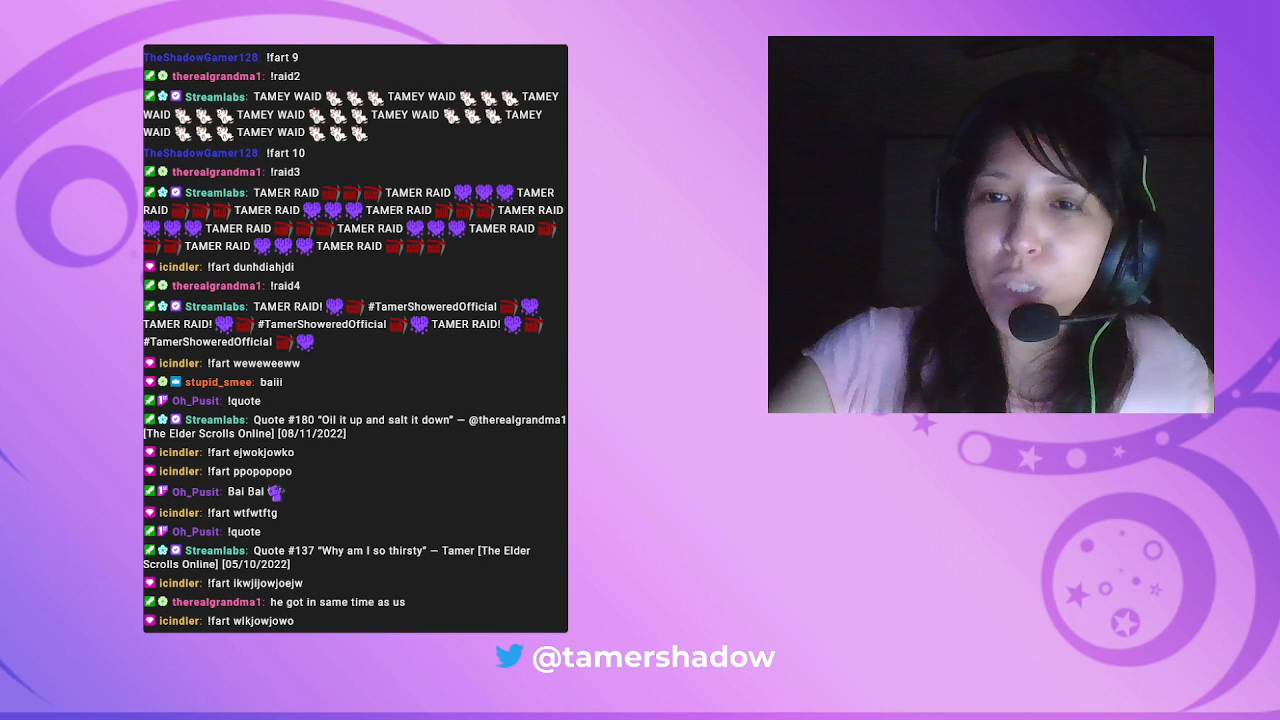 TheShadowGamer128: !fart 9
therealgrandma1: !raid2
Streamlabs: TAMEY WAID TAMEY WAID TAMEY
WAID TAMEY WAID TAMEY WAID TAMEY
WAID TAMEY WAID
TheShadowGamer128: !fart 10
therealgrandma1: !raid3
Streamlabs: TAMER RAID TAMER RAID TAMER
RAID TAMER RAID TAMER RAID TAMER RAID
TAMER RAID TAMER RAID TAMER RAID
TAMER RAID TAMER RAID
icindler: !fart dunhdiahjdi
therealgrandma1: !raid4
Streamlabs: TAMER RAID! #TamerShoweredOfficial
TAMER RAID! #TamerShoweredOfficial TAMER RAID!
#TamerShoweredOfficial
icindler: !fart weweweeww
stupid_smee: baiii
Oh_Pusit: !quote
Streamlabs: Quote #180 "Oil it up and salt it down" — @therealgrandma1
[The Elder Scrolls Online] [08/11/2022]
icindler: !fart ejwokjowko
icindler: !fart ppopopopo
Oh_Pusit: Bai Bai
icindler: !fart wtfwtftg
Oh_Pusit: !quote
Streamlabs: Quote #137 "Why am I so thirsty" — Tamer [The Elder
Scrolls Online] [05/10/2022]
icindler: !fart ikwjijowjoejw
therealgrandma1: he got in same time as us
icindler: !fart wlkjowjowo
@tamershadow